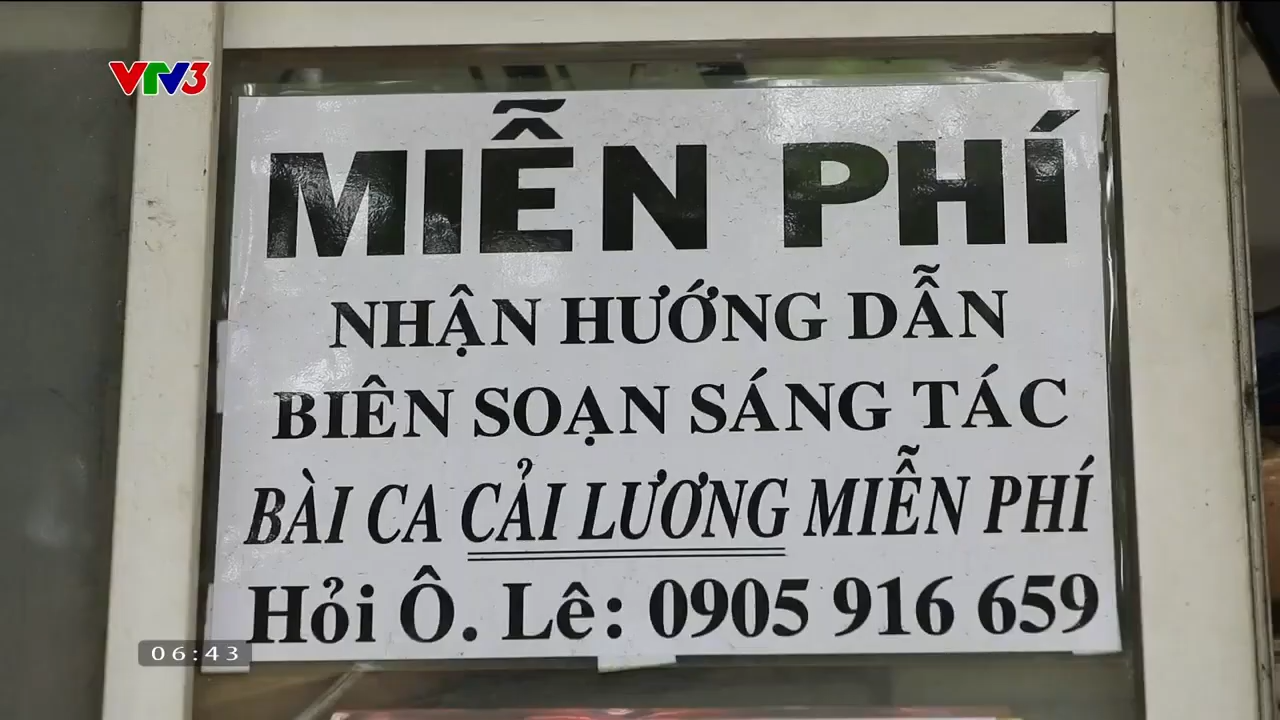 VTV3
MIỄN PHÍ
NHẬN HƯỚNG DẪN
BIÊN SOẠN SÁNG TÁC
BÀI CA CẢI LƯƠNG MIỄN PHÍ
Hỏi Ô. Lê: 0905 916 659
06:43